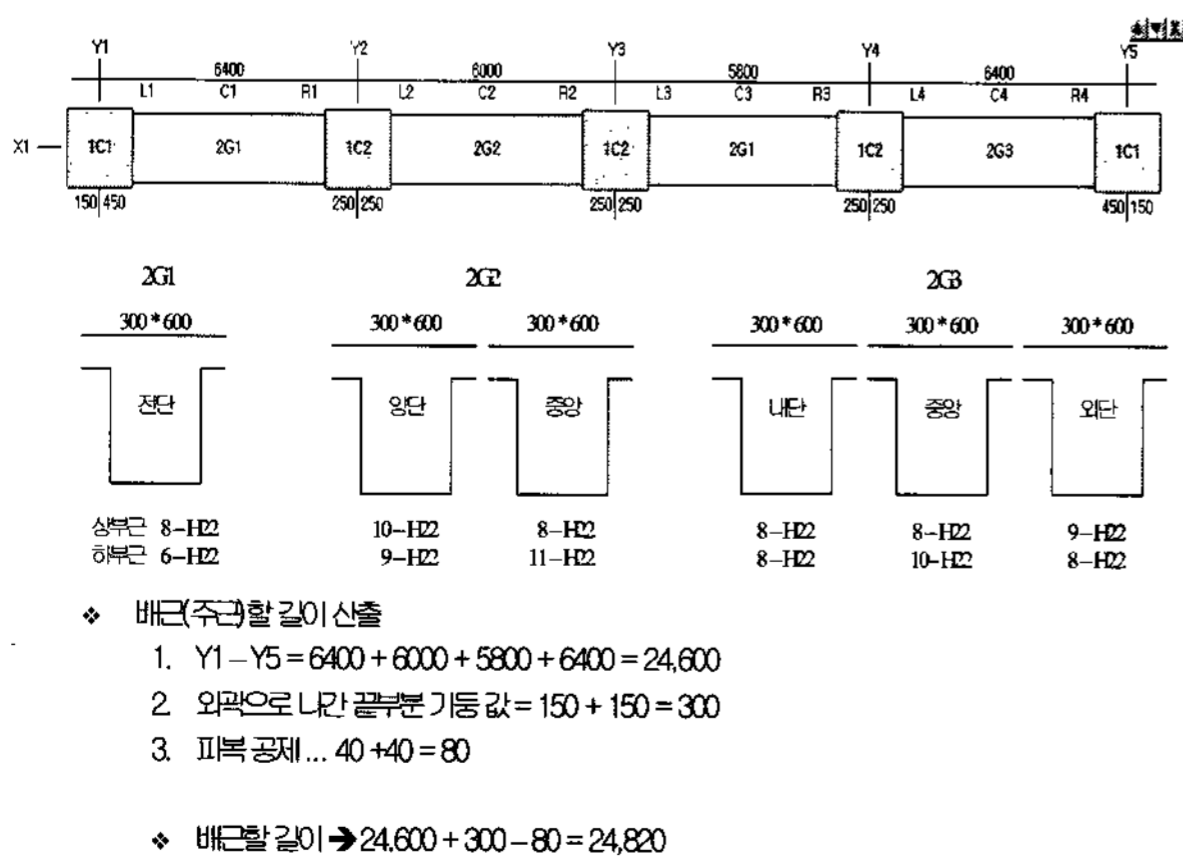 Y1 Y2 Y3 Y4 Y5
6400 6000 5800 6400
L1 C1 R1 L2 C2 R2 L3 C3 R3 L4 C4 R4
X1 1C1 2G1 1C2 2G2 1C2 2G1 1C2 2G3 1C1
150 450 250 250 250 250 250 250 450 150
2G1 2G2 2G3
300*600 300*600 300*600 300*600 300*600 300*600
전단 양단 중앙 내단 중앙 외단
상부근 8-H22 10-H22 8-H22 8-H22 8-H22 9-H22
하부근 6-H22 9-H22 11-H22 8-H22 10-H22 8-H22
❖ 배근(주근)할 길이 산출
1. Y1-Y5 = 6400 + 6000 + 5800 + 6400 = 24,600
2. 외곽으로 나간 끝부분 기둥 값 = 150 + 150 = 300
3. 피복 공제 ... 40 +40 = 80
❖ 배근할 길이 ➔ 24,600 + 300 – 80 = 24,820